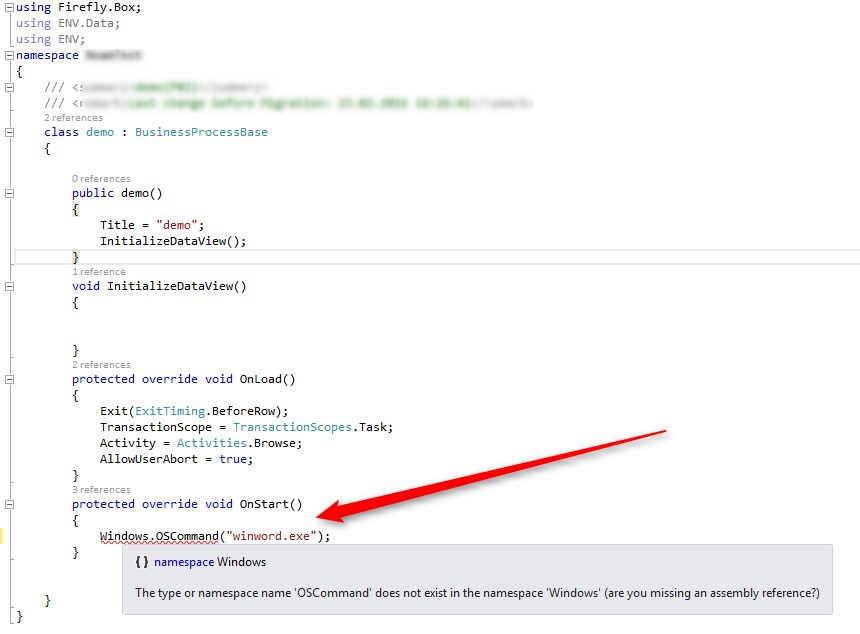 using Firefly.Box;
using ENV.Data;
using ENV;
namespace
{
/// <
/// <
2 references
class demo : BusinessProcessBase
{
0 references
public demo()
{
Title = "demo";
InitializeDataView();
}
1 reference
void InitializeDataView()
{
}
2 references
protected override void OnLoad()
{
Exit(ExitTiming.BeforeRow);
TransactionScope = TransactionScopes.Task;
Activity = Activities.Browse;
AllowUserAbort = true;
}
3 references
protected override void OnStart()
{
Windows.OSCommand("winword.exe");
}
{} namespace Windows
The type or namespace name 'OSCommand' does not exist in the namespace 'Windows' (are you missing an assembly reference?)
}
}